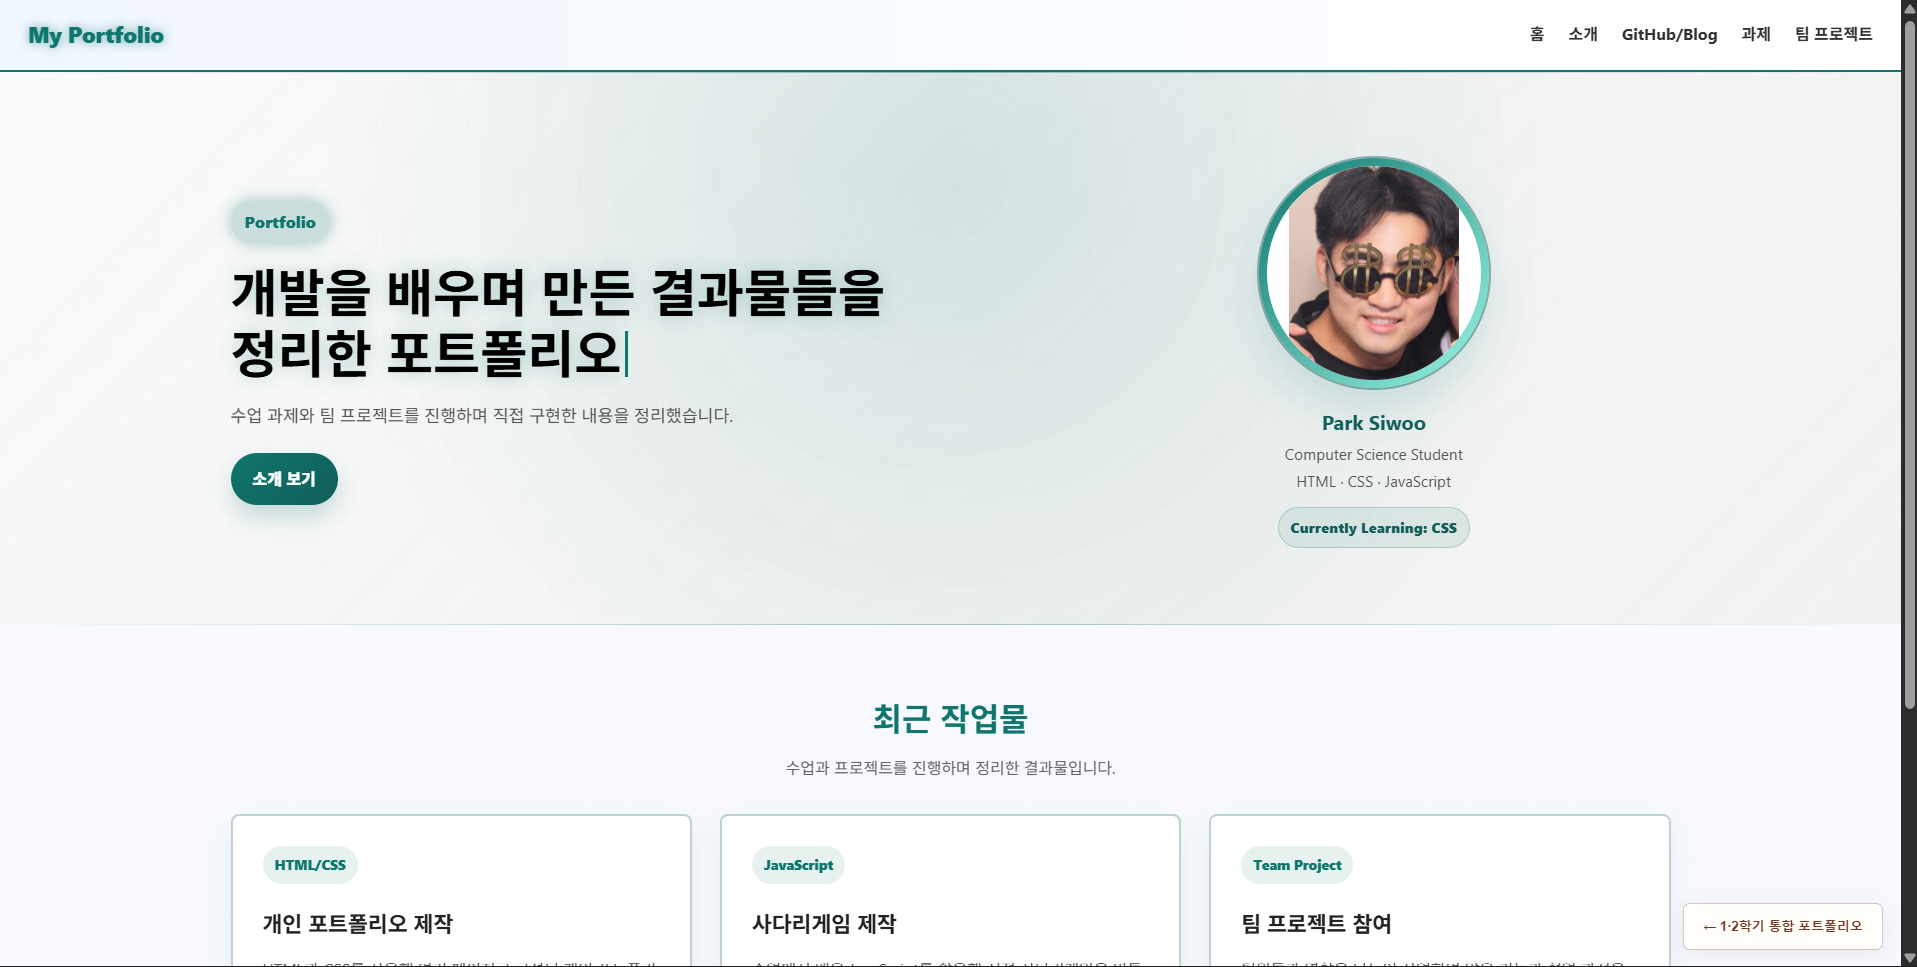 My Portfolio
홈 소개 GitHub/Blog 과제 팀 프로젝트
Portfolio
개발을 배우며 만든 결과물들을
정리한 포트폴리오
수업 과제와 팀 프로젝트를 진행하며 직접 구현한 내용을 정리했습니다.
소개 보기
Park Siwoo
Computer Science Student
HTML · CSS · JavaScript
Currently Learning: CSS
최근 작업물
수업과 프로젝트를 진행하며 정리한 결과물입니다.
HTML/CSS
개인 포트폴리오 제작
JavaScript
사다리게임 제작
Team Project
팀 프로젝트 참여
← 1·2학기 통합 포트폴리오